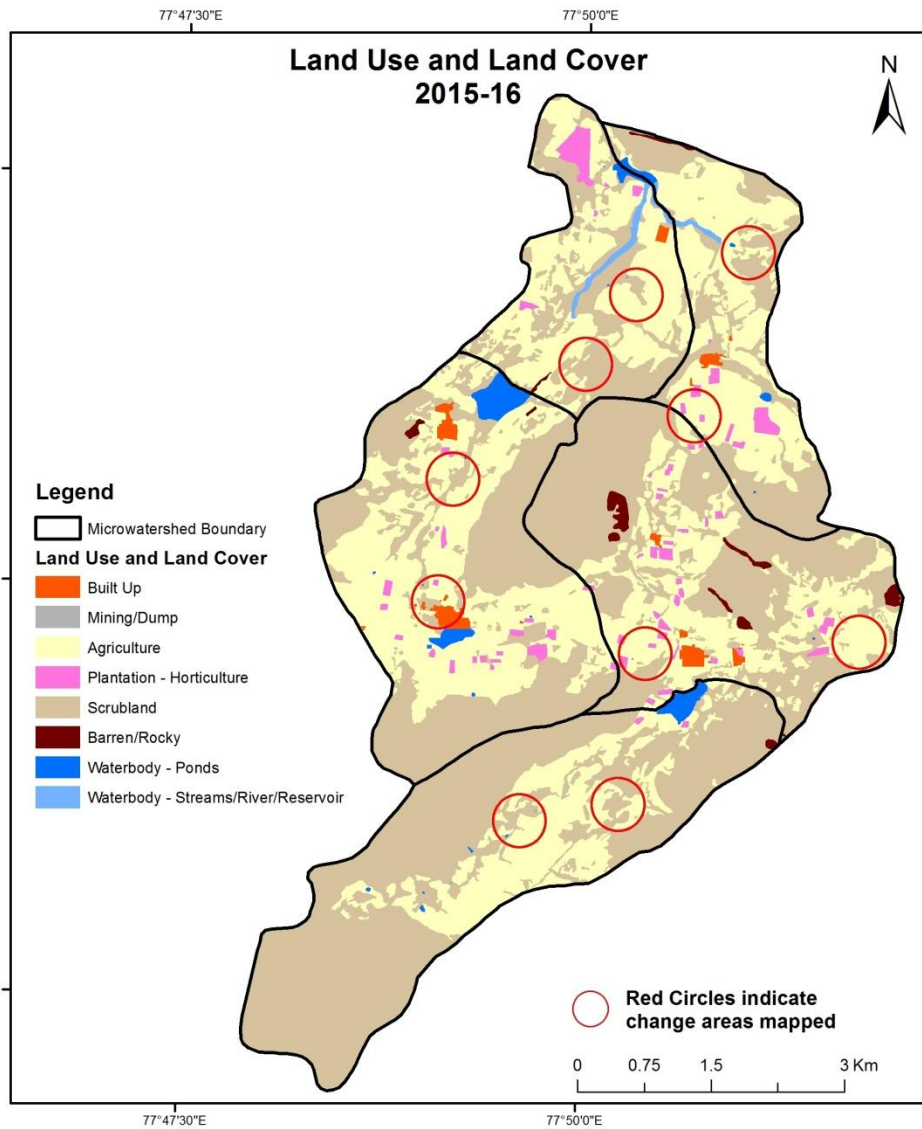 77°47'30"E
77°50'0"E
Land Use and Land Cover
2015-16
N
Legend
Microwatershed Boundary
Land Use and Land Cover
Built Up
Mining/Dump
Agriculture
Plantation - Horticulture
Scrubland
Barren/Rocky
Waterbody - Ponds
Waterbody - Streams/River/Reservoir
Red Circles indicate
change areas mapped
0 0.75 1.5 3 Km
77°47'30"E
77°50'0"E